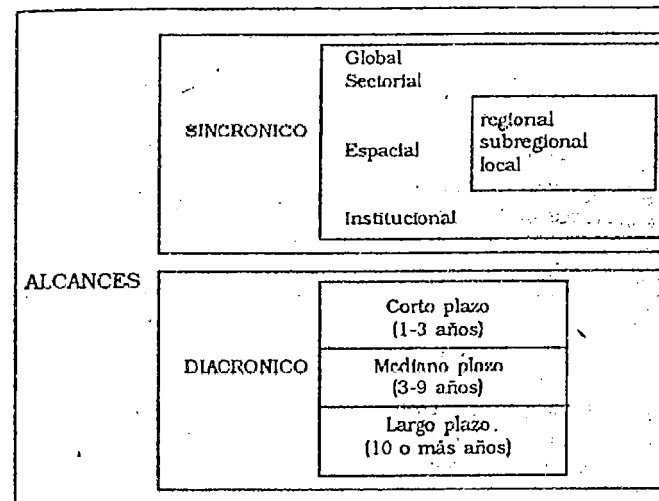 ALCANCES
SINCRONICO
Global
Sectorial
Espacial
regional
subregional
local
Institucional
DIACRONICO
Corto plazo
(1-3 años)
Mediano plazo
(3-9 años)
Largo plazo.
(10 o más años)